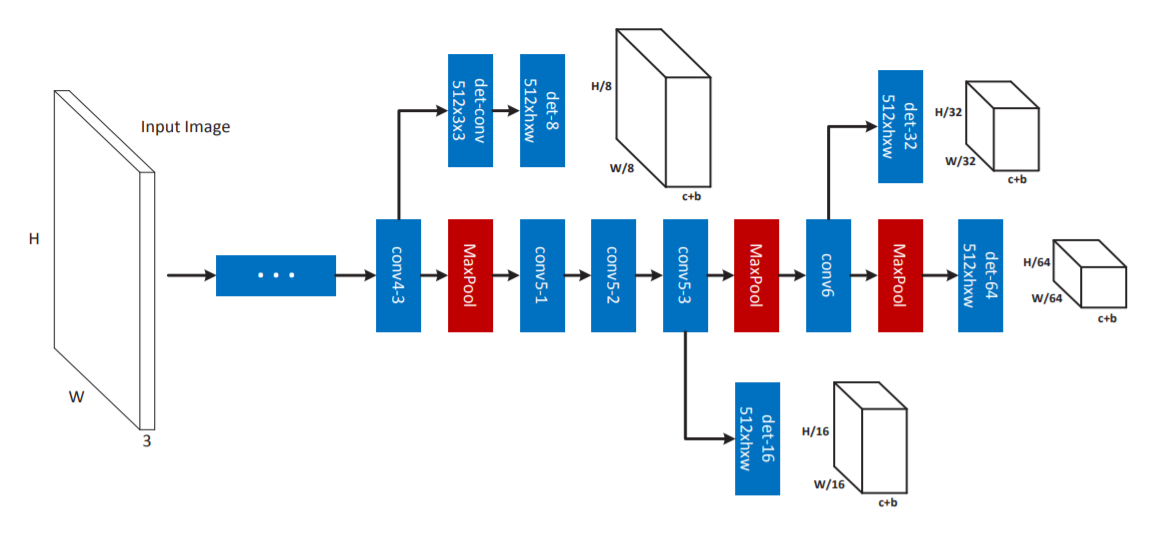 Input Image
H
W
3
• • •
conv4-3
det-conv
512x3x3
det-8
512xhxw
H/8
W/8
c+b
MaxPool
conv5-1
conv5-2
conv5-3
det-16
512xhxw
H/16
W/16
c+b
MaxPool
conv6
det-32
512xhxw
H/32
W/32
c+b
MaxPool
det-64
512xhxw
H/64
W/64
c+b